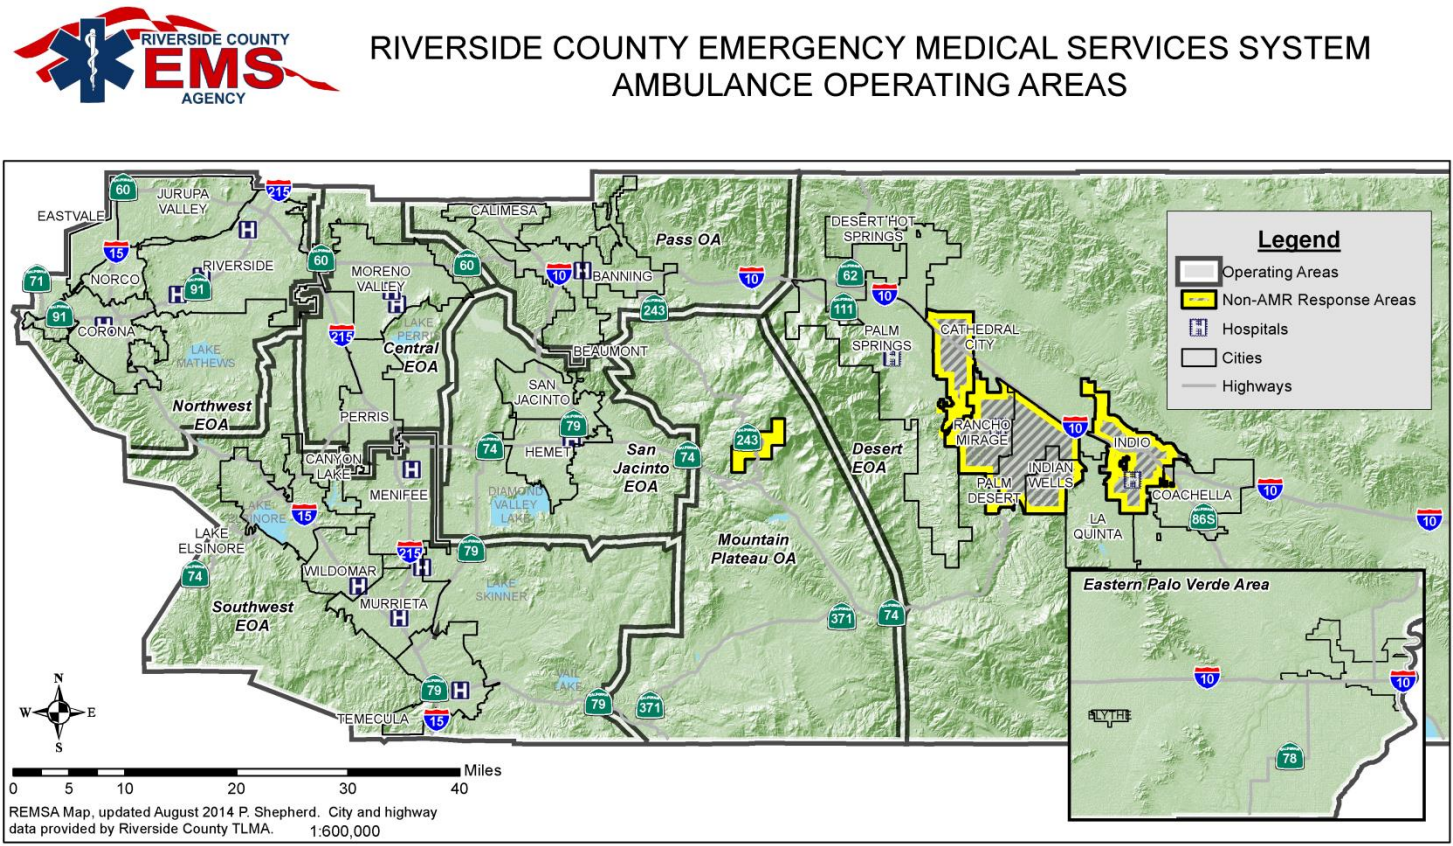 RIVERSIDE COUNTY
EMS
AGENCY
RIVERSIDE COUNTY EMERGENCY MEDICAL SERVICES SYSTEM
AMBULANCE OPERATING AREAS
60
JURUPA
VALLEY
215
EASTVALE
15
71
NORCO
RIVERSIDE
91
91
CORONA
LAKE
MATHEWS
Northwest
EOA
60
MORENO
VALLEY
60
215
LAKE
Central
EOA
PERRIS
CALIMESA
10
BANNING
Pass OA
10
243
BEAUMONT
SAN
JACINTO
79
HEMET
74
San
Jacinto
EOA
74
DIAMOND
VALLEY
LAKE
CANYON
LAKE
MENIFEE
15
LAKE
ELSINORE
74
WILDOMAR
215
79
MURRIETA
LAKE
SKINNER
Southwest
EOA
79
TEMECULA
15
LAKE
79
371
243
Mountain
Plateau OA
371
74
Desert
EOA
DESERT HOT
SPRINGS
62
111
10
PALM
SPRINGS
CATHEDRAL
CITY
RANCHO
MIRAGE
10
INDIAN
WELLS
PALM
DESERT
INDIO
LA
QUINTA
COACHELLA
86S
10
10
Legend
Operating Areas
Non-AMR Response Areas
Hospitals
Cities
Highways
Eastern Palo Verde Area
10
10
BLYTHE
78
N
W
E
S
0 5 10 20 30 40
Miles
REMSA Map, updated August 2014 P. Shepherd. City and highway
data provided by Riverside County TLMA.
1:600,000